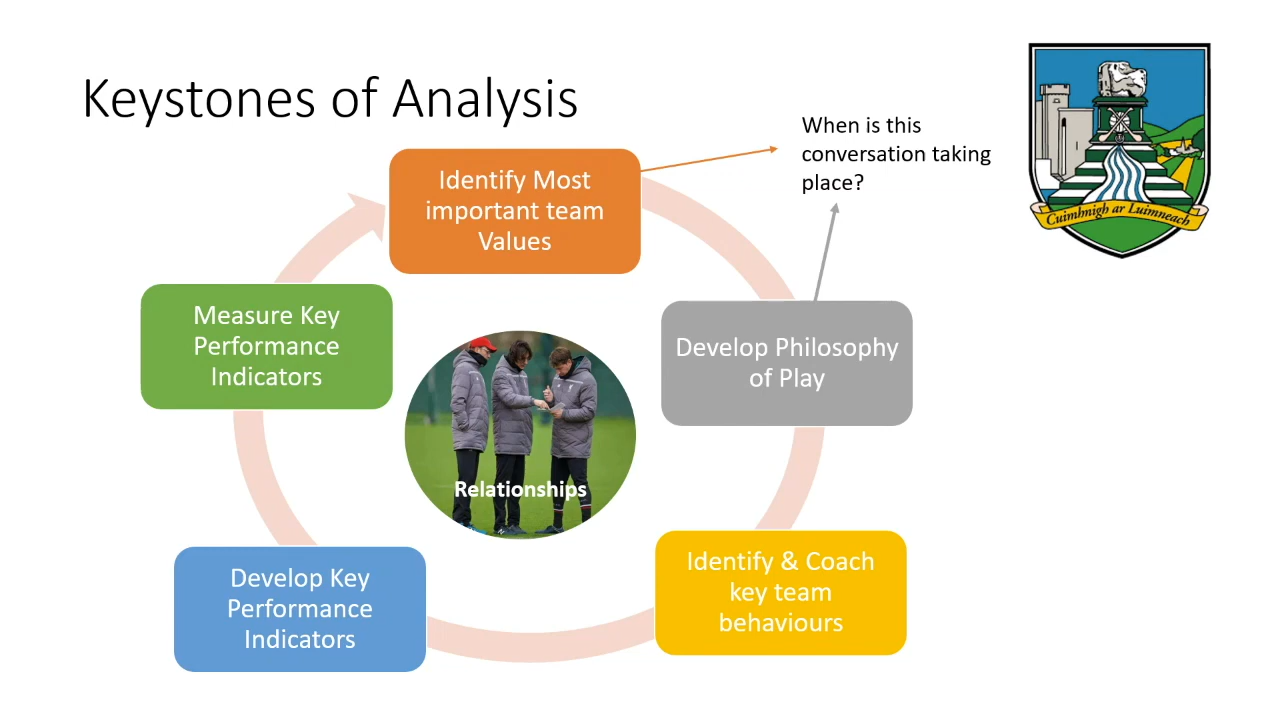 Keystones of Analysis
When is this
conversation taking
place?
Cuimhnigh ar Luimneach
Identify Most
important team
Values
Develop Philosophy
of Play
Identify & Coach
key team
behaviours
Develop Key
Performance
Indicators
Measure Key
Performance
Indicators
Relationships